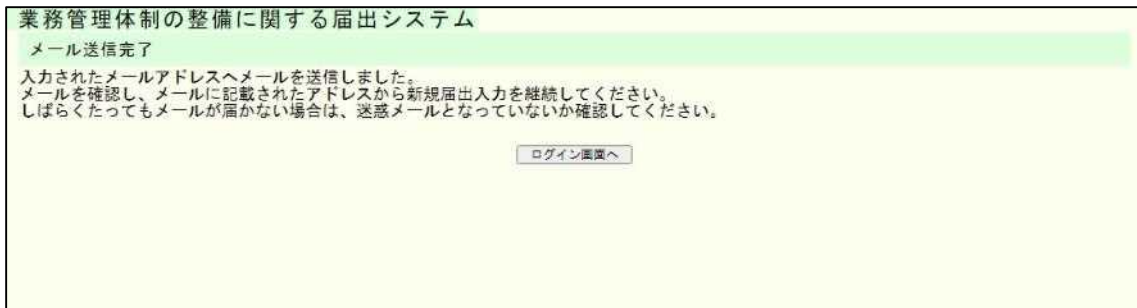 業務管理体制の整備に関する届出システム
メール送信完了
入力されたメールアドレスへメールを送信しました。
メールを確認し、メールに記載されたアドレスから新規届出入力を継続してください。
しばらくたってもメールが届かない場合は、迷惑メールとなっていないか確認してください。
ログイン画面へ